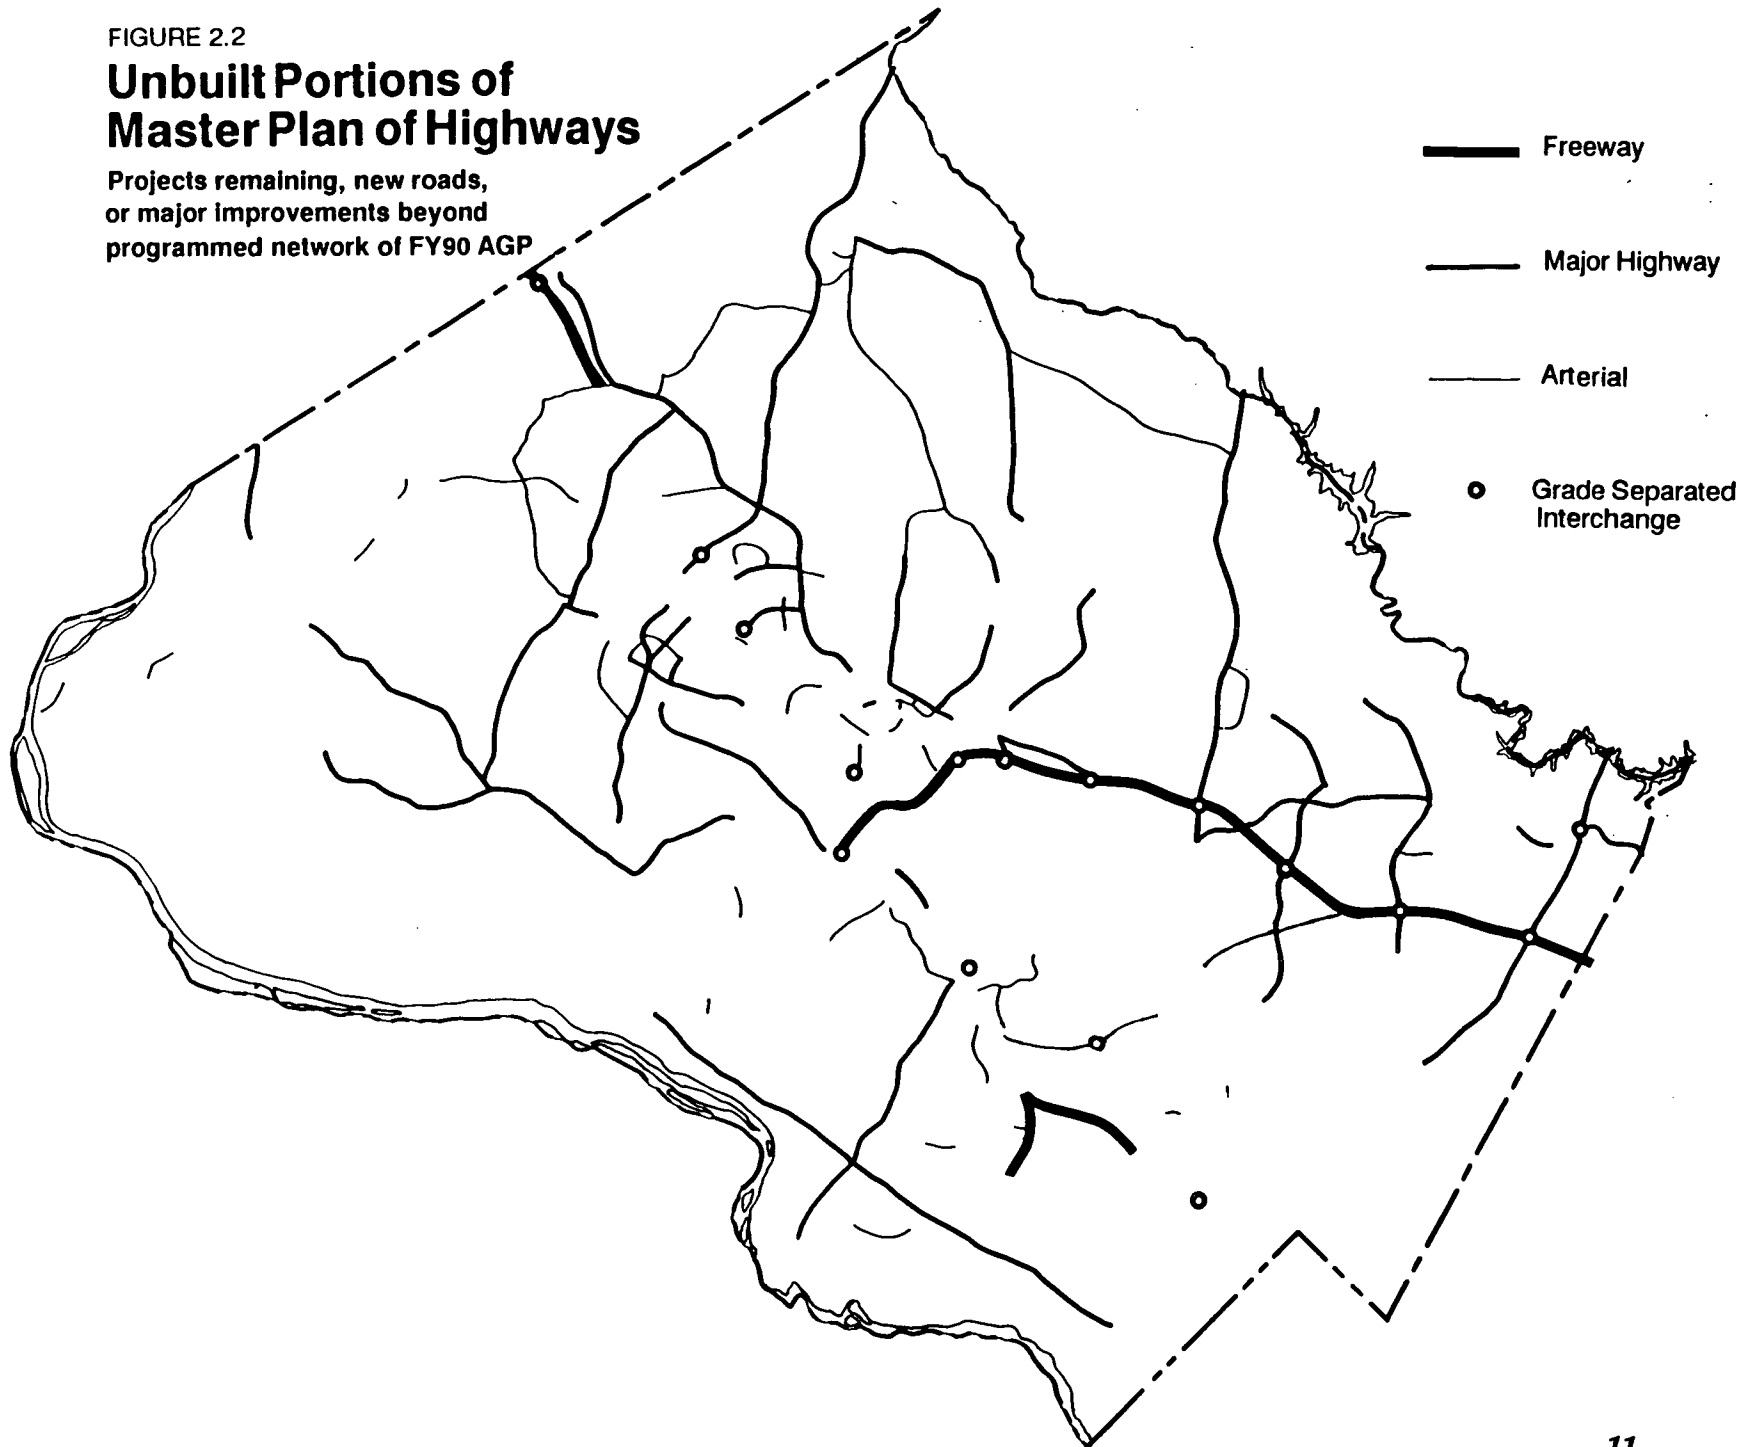 FIGURE 2.2
Unbuilt Portions of
Master Plan of Highways
Projects remaining, new roads,
or major improvements beyond
programmed network of FY90 AGP
Freeway
Major Highway
Arterial
Grade Separated
Interchange
11